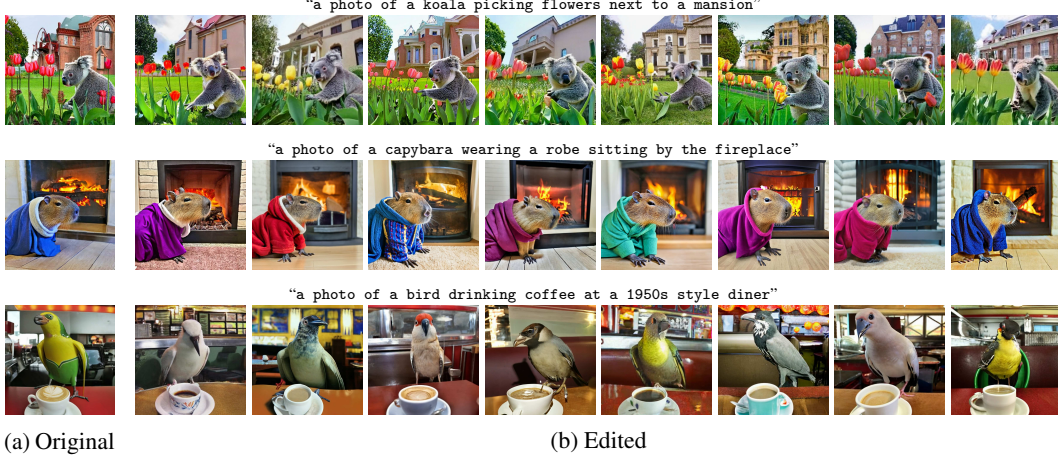 “a photo of a koala picking flowers next to a mansion”
“a photo of a capybara wearing a robe sitting by the fireplace”
“a photo of a bird drinking coffee at a 1950s style diner”
(a) Original
(b) Edited